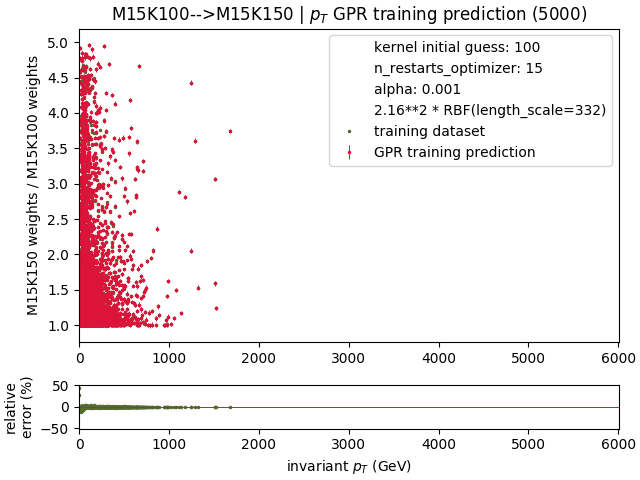 M15K100-->M15K150 | p_T GPR training prediction (5000)
M15K150 weights / M15K100 weights
5.0
4.5
4.0
3.5
3.0
2.5
2.0
1.5
1.0
kernel initial guess: 100
n_restarts_optimizer: 15
alpha: 0.001
2.16**2 * RBF(length_scale=332)
training dataset
GPR training prediction
0 1000 2000 3000 4000 5000 6000
relative
error (%)
50
0
−50
0 1000 2000 3000 4000 5000 6000
invariant p_T (GeV)